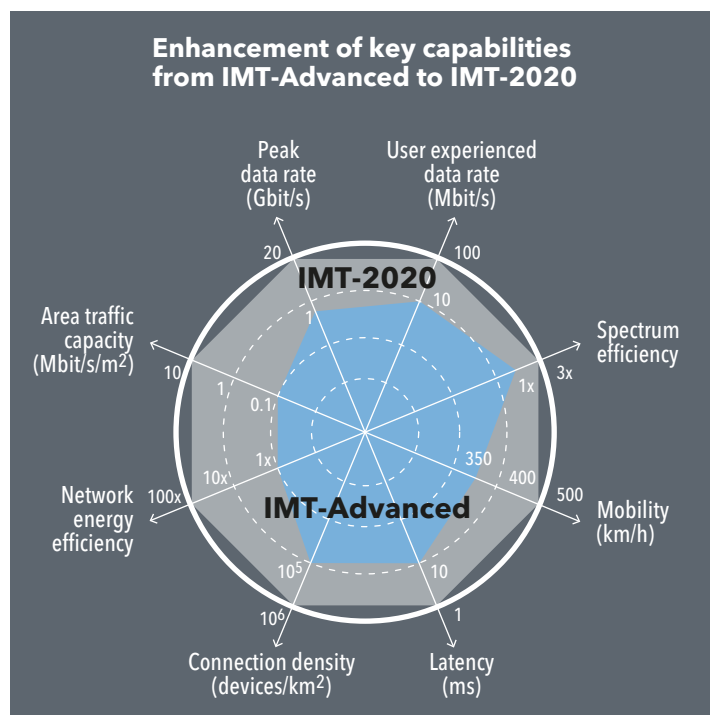 Enhancement of key capabilities
from IMT-Advanced to IMT-2020
Peak
data rate
(Gbit/s)
User experienced
data rate
(Mbit/s)
20
100
IMT-2020
1
10
Area traffic
capacity
(Mbit/s/m²)
Spectrum
efficiency
10
1
0.1
1x
3x
Network
energy
efficiency
100x
10x
1x
350
400
500
Mobility
(km/h)
IMT-Advanced
10⁵
10
10⁶
1
Connection density
(devices/km²)
Latency
(ms)